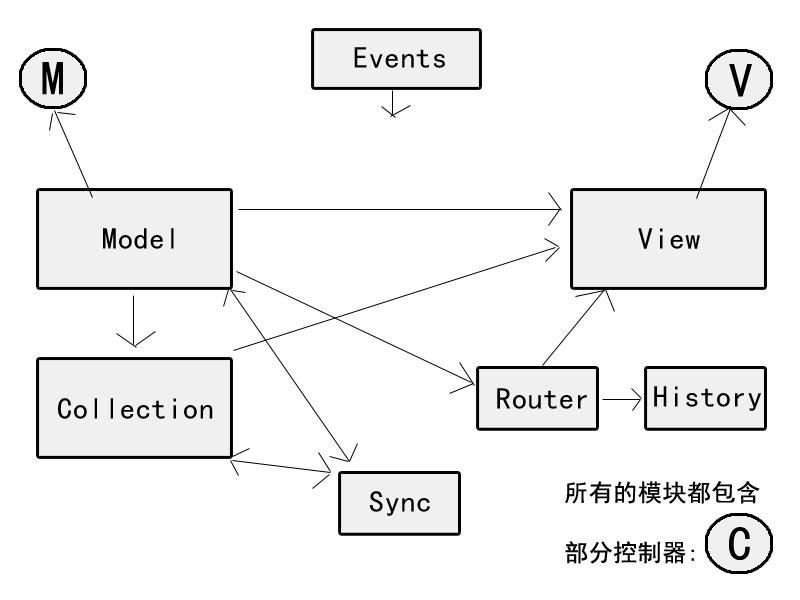 Events
M
V
Model
View
Collection
Router
History
Sync
所有的模块都包含
部分控制器: C